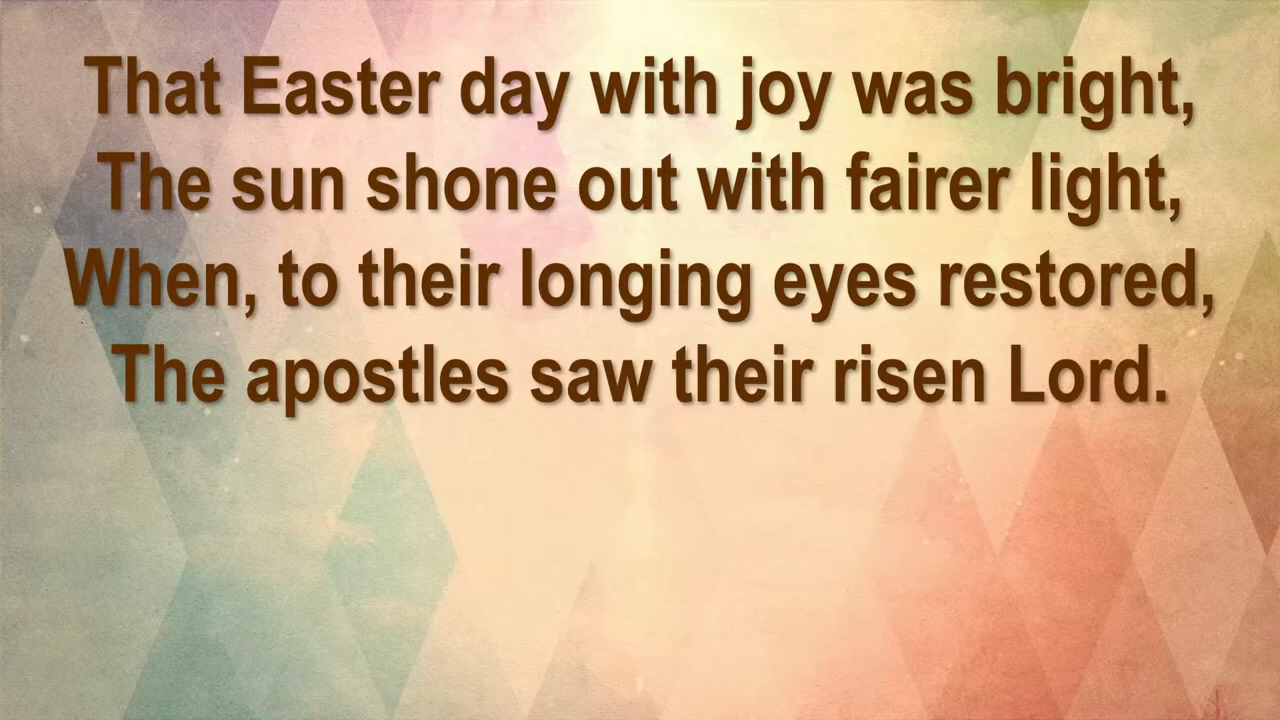 That Easter day with joy was bright,
The sun shone out with fairer light,
When, to their longing eyes restored,
The apostles saw their risen Lord.